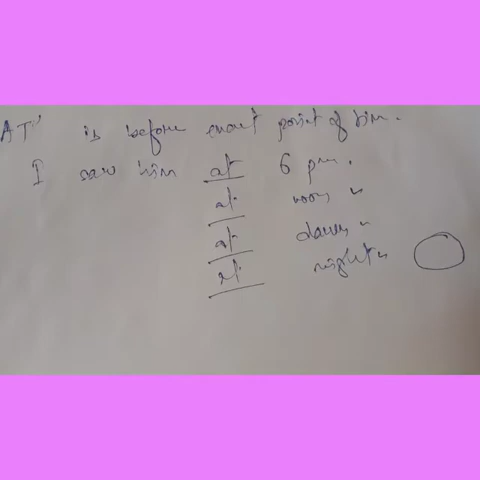 "AT" is before exact point of time.
I saw him at 6 pm.
at noon "
at dawn "
at night "